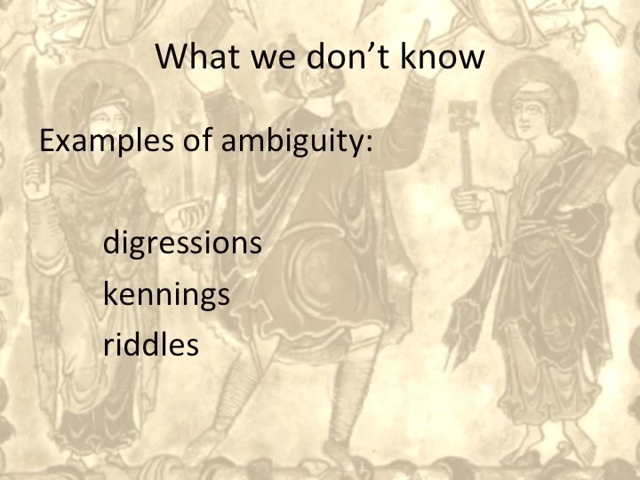 What we don’t know
Examples of ambiguity:
digressions
kennings
riddles